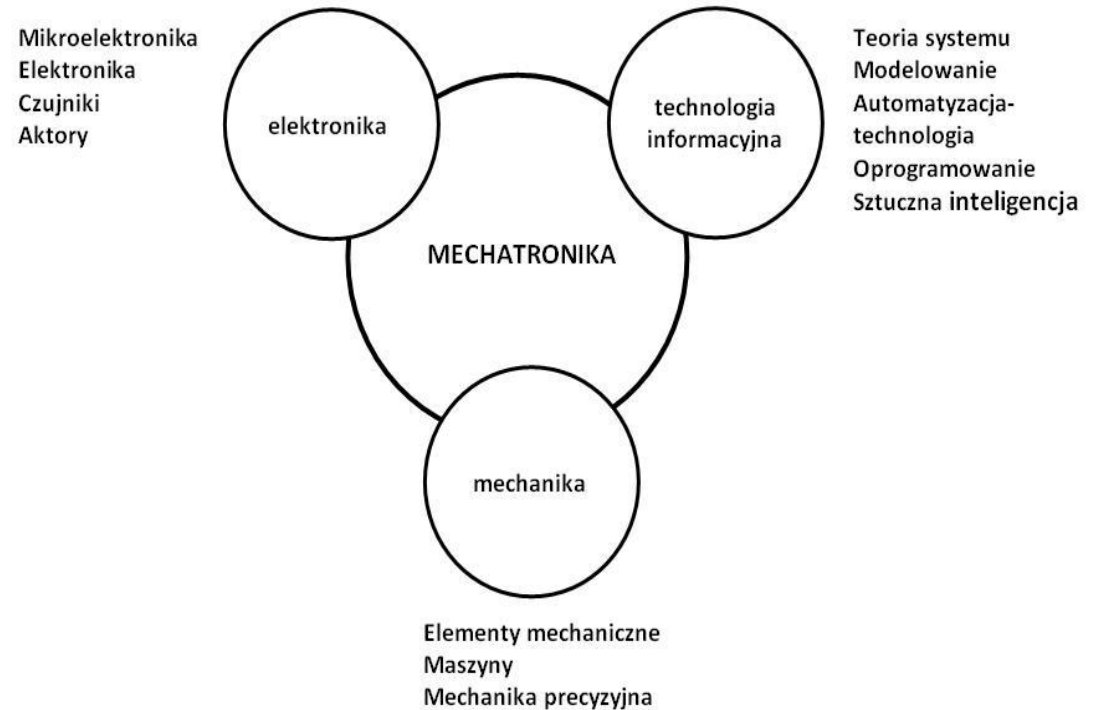 Mikroelektronika
Elektronika
Czujniki
Aktory
elektronika
technologia
informacyjna
Teoria systemu
Modelowanie
Automatyzacja-
technologia
Oprogramowanie
Sztuczna inteligencja
MECHATRONIKA
mechanika
Elementy mechaniczne
Maszyny
Mechanika precyzyjna